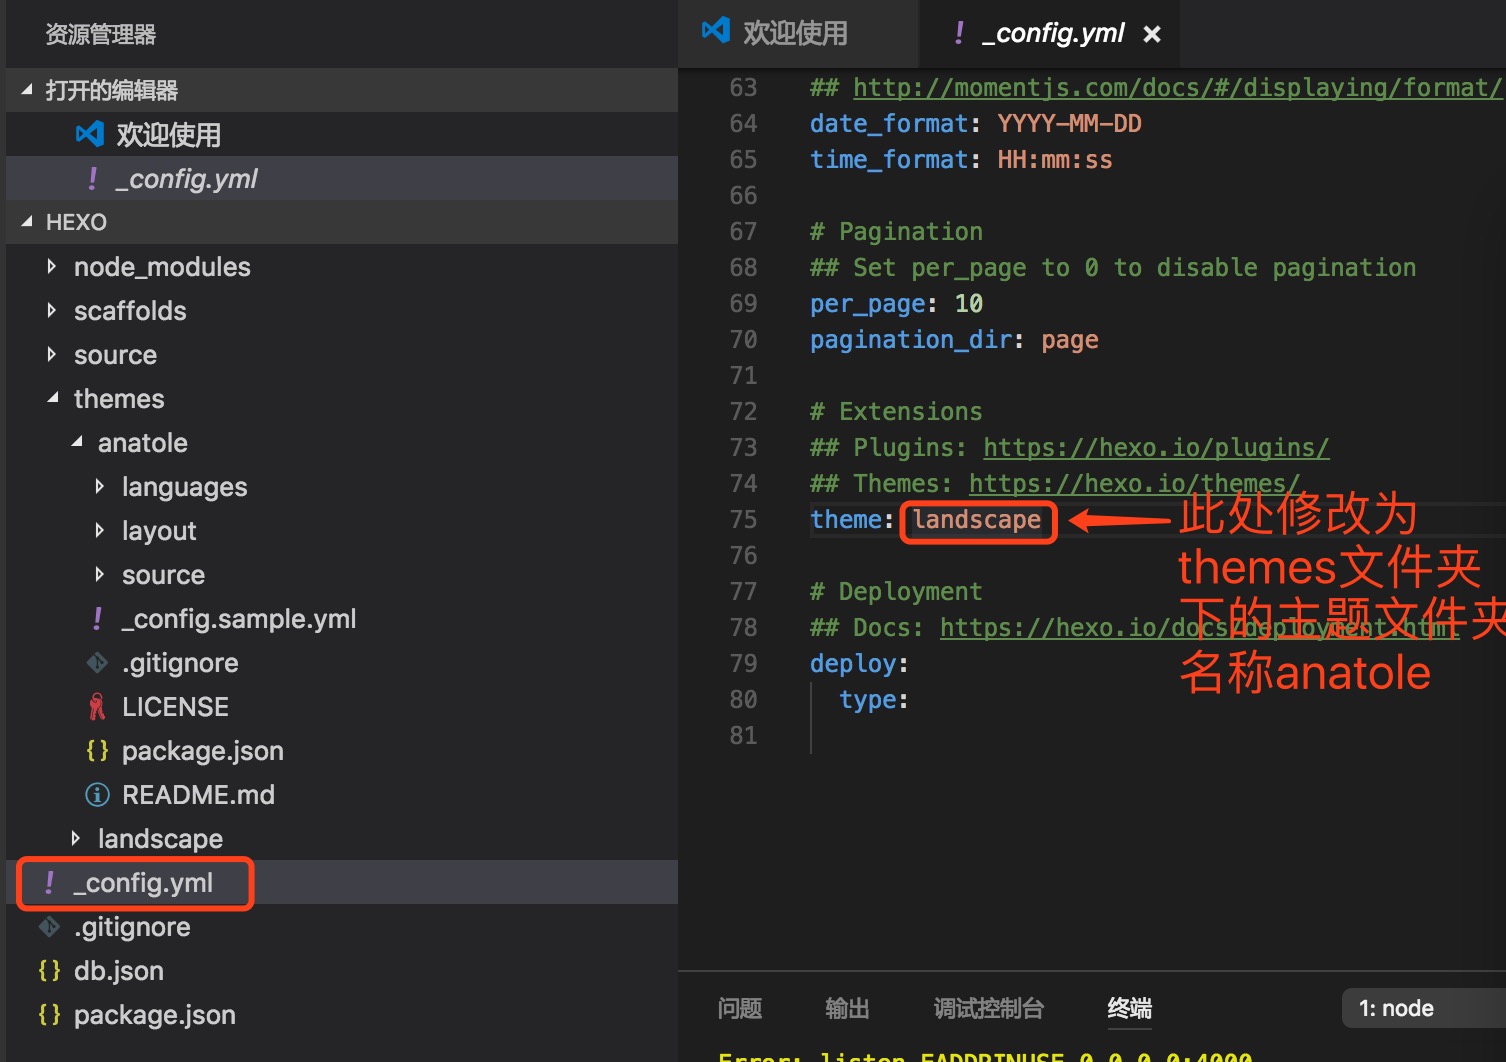 资源管理器
打开的编辑器
欢迎使用
_config.yml
HEXO
node_modules
scaffolds
source
themes
anatole
languages
layout
source
_config.sample.yml
.gitignore
LICENSE
package.json
README.md
landscape
_config.yml
.gitignore
db.json
package.json
欢迎使用
_config.yml
63 ## http://momentjs.com/docs/#/displaying/format/
64 date_format: YYYY-MM-DD
65 time_format: HH:mm:ss
66
67 # Pagination
68 ## Set per_page to 0 to disable pagination
69 per_page: 10
70 pagination_dir: page
71
72 # Extensions
73 ## Plugins: https://hexo.io/plugins/
74 ## Themes: https://hexo.io/themes/
75 theme: landscape
76
77 # Deployment
78 ## Docs: https://hexo.io/docs/deployment.html
79 deploy:
80 type:
81
此处修改为
themes文件夹
下的主题文件夹
名称anatole
问题 输出 调试控制台 终端 1: node
Error: listen EADDRINUSE 0.0.0.0:4000